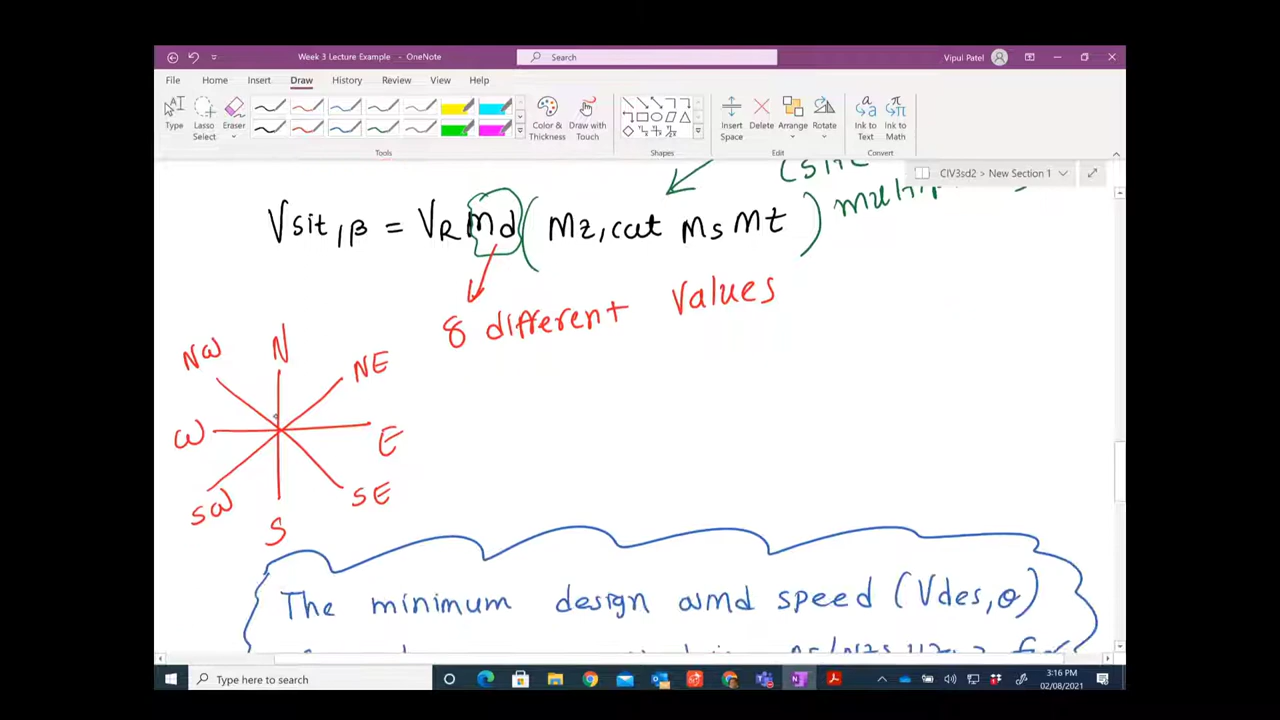 Week 3 Lecture Example - OneNote
Search
Vipul Patel
File Home Insert Draw History Review View Help
Type
Lasso Select
Eraser
Color & Thickness
Draw with Touch
Insert Space
Delete
Arrange
Rotate
Ink to Text
Ink to Math
Tools
Shapes
Edit
Convert
CIV3sd2 > New Section 1
Vsit,β = VR md ( Mz,cat Ms Mt )
8 different values
N
NW
NE
W
E
SW
SE
S
The minimum design wind speed (Vdes,θ)
Type here to search
3:16 PM
02/08/2021